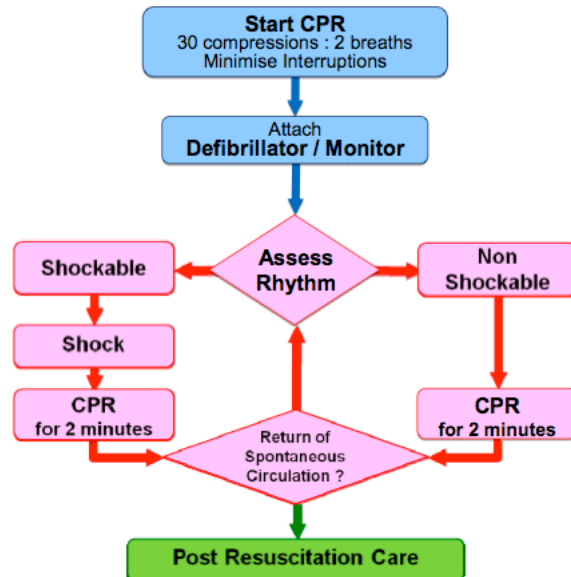 Start CPR
30 compressions : 2 breaths
Minimise Interruptions
Attach
Defibrillator / Monitor
Assess
Rhythm
Shockable
Non
Shockable
Shock
CPR
for 2 minutes
CPR
for 2 minutes
Return of
Spontaneous
Circulation ?
Post Resuscitation Care